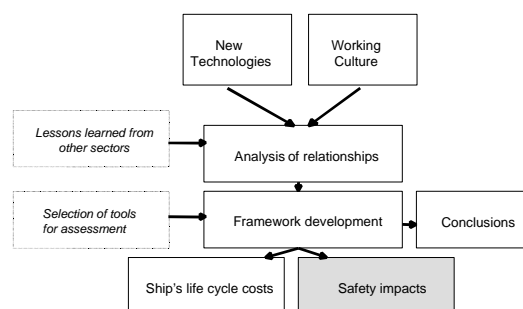 New
Technologies
Working
Culture
Lessons learned from
other sectors
Analysis of relationships
Selection of tools
for assessment
Framework development
Conclusions
Ship's life cycle costs
Safety impacts